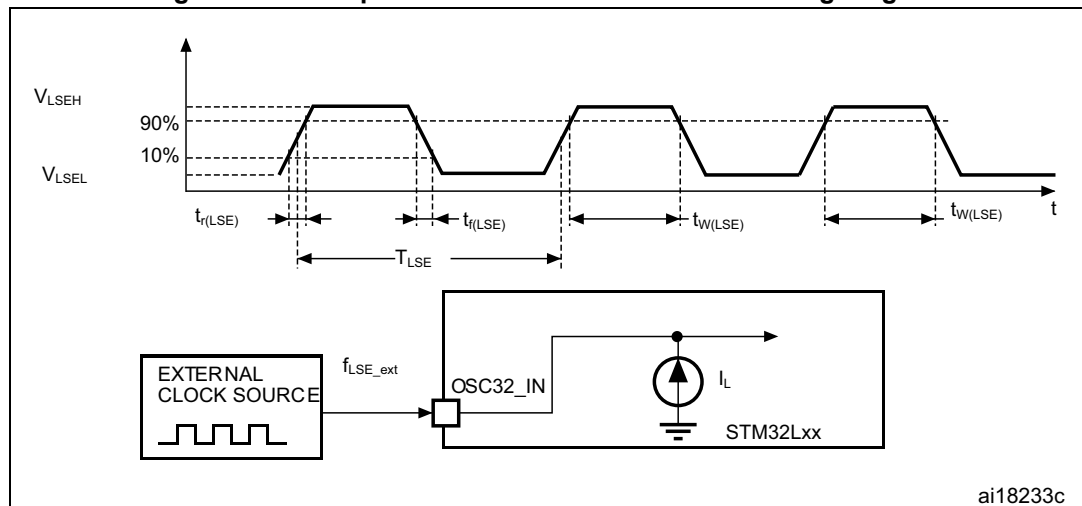 V_LSEH
90%
10%
V_LSEL
t_r(LSE)
t_f(LSE)
t_W(LSE)
t_W(LSE)
t
T_LSE
EXTERNAL
CLOCK SOURCE
f_LSE_ext
OSC32_IN
I_L
STM32Lxx
ai18233c